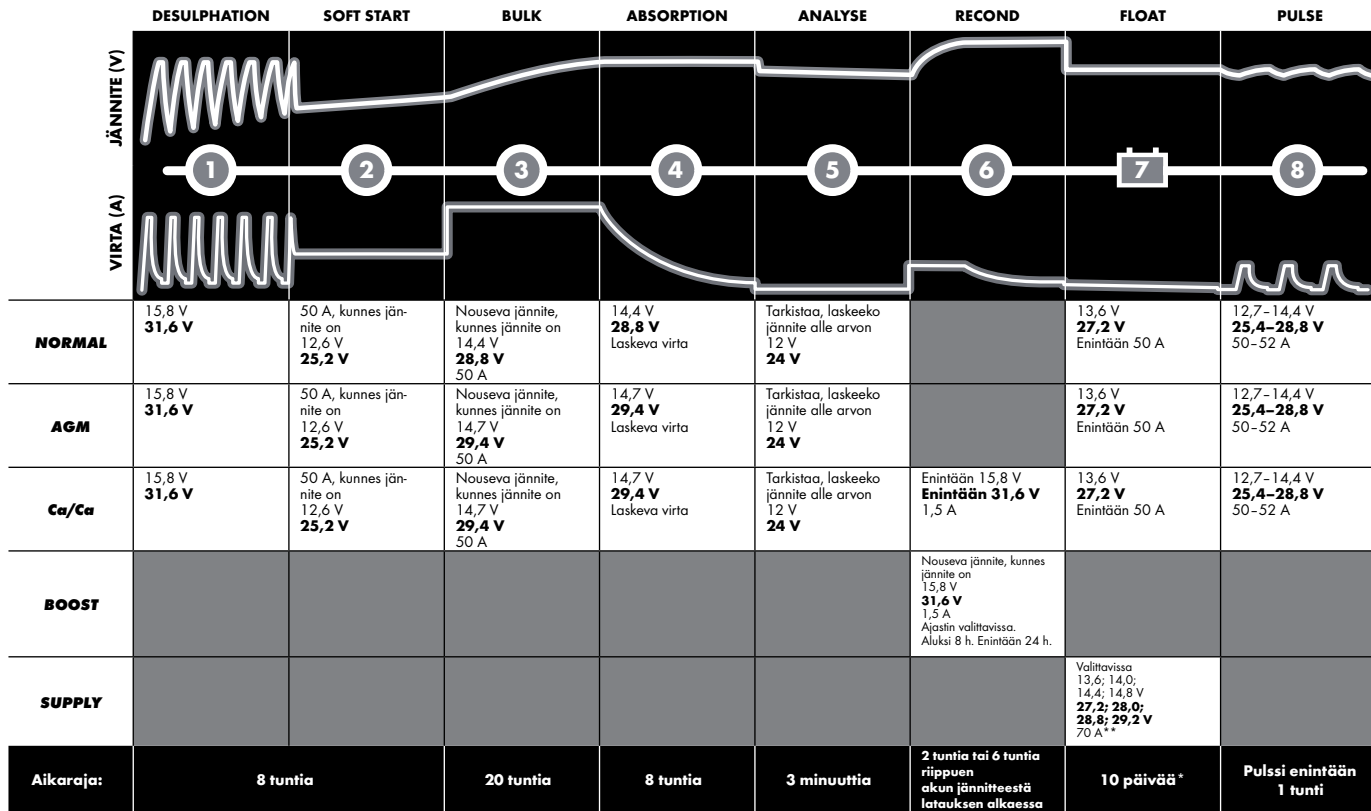 DESULPHATION SOFT START BULK ABSORPTION ANALYSE RECOND FLOAT PULSE
JÄNNITE (V)
1 2 3 4 5 6 7 8
VIRTA (A)
NORMAL
15,8 V
31,6 V
50 A, kunnes jän-
nite on
12,6 V
25,2 V
Nouseva jännite,
kunnes jännite on
14,4 V
28,8 V
50 A
14,4 V
28,8 V
Laskeva virta
Tarkistaa, laskeeko
jännite alle arvon
12 V
24 V
13,6 V
27,2 V
Enintään 50 A
12,7–14,4 V
25,4–28,8 V
50–52 A
AGM
15,8 V
31,6 V
50 A, kunnes jän-
nite on
12,6 V
25,2 V
Nouseva jännite,
kunnes jännite on
14,7 V
29,4 V
50 A
14,7 V
29,4 V
Laskeva virta
Tarkistaa, laskeeko
jännite alle arvon
12 V
24 V
13,6 V
27,2 V
Enintään 50 A
12,7–14,4 V
25,4–28,8 V
50–52 A
Ca/Ca
15,8 V
31,6 V
50 A, kunnes jän-
nite on
12,6 V
25,2 V
Nouseva jännite,
kunnes jännite on
14,7 V
29,4 V
50 A
14,7 V
29,4 V
Laskeva virta
Tarkistaa, laskeeko
jännite alle arvon
12 V
24 V
Enintään 15,8 V
Enintään 31,6 V
1,5 A
13,6 V
27,2 V
Enintään 50 A
12,7–14,4 V
25,4–28,8 V
50–52 A
BOOST
Nouseva jännite, kunnes
jännite on
15,8 V
31,6 V
1,5 A
Ajastin valittavissa.
Aluksi 8 h. Enintään 24 h.
SUPPLY
Valittavissa
13,6; 14,0;
14,4; 14,8 V
27,2; 28,0;
28,8; 29,2 V
70 A**
Aikaraja:
8 tuntia
20 tuntia
8 tuntia
3 minuuttia
2 tuntia tai 6 tuntia
riippuen
akun jännitteestä
latauksen alkaessa
10 päivää*
Pulssi enintään
1 tunti